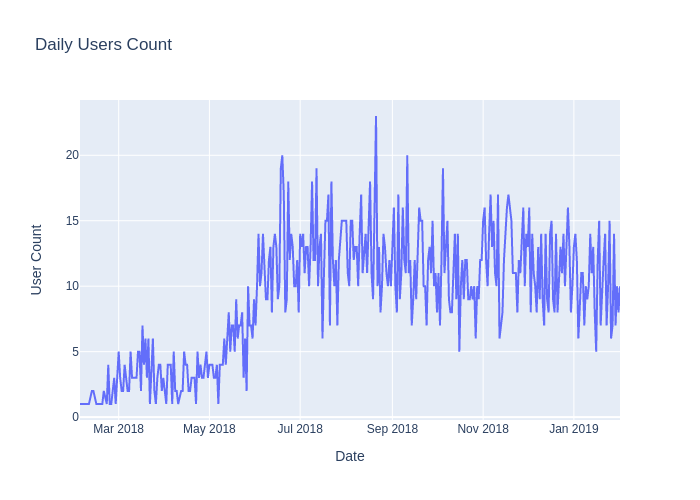 Daily Users Count
20
15
10
5
0
User Count
Mar 2018
May 2018
Jul 2018
Sep 2018
Nov 2018
Jan 2019
Date